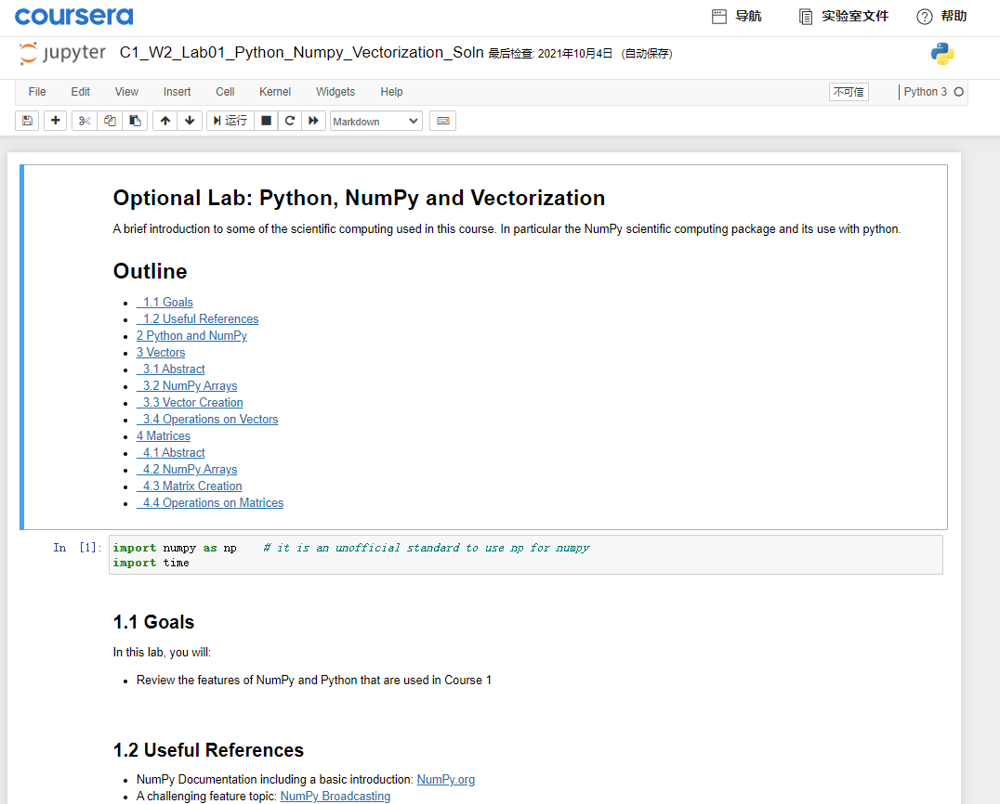 coursera 导航 实验室文件 帮助
jupyter C1_W2_Lab01_Python_Numpy_Vectorization_Soln 最后检查: 2021年10月4日 (自动保存)
File Edit View Insert Cell Kernel Widgets Help 不可信 Python 3
运行 Markdown
Optional Lab: Python, NumPy and Vectorization
A brief introduction to some of the scientific computing used in this course. In particular the NumPy scientific computing package and its use with python.
Outline
1.1 Goals
1.2 Useful References
2 Python and NumPy
3 Vectors
3.1 Abstract
3.2 NumPy Arrays
3.3 Vector Creation
3.4 Operations on Vectors
4 Matrices
4.1 Abstract
4.2 NumPy Arrays
4.3 Matrix Creation
4.4 Operations on Matrices
In [1]: import numpy as np # it is an unofficial standard to use np for numpy
import time
1.1 Goals
In this lab, you will:
Review the features of NumPy and Python that are used in Course 1
1.2 Useful References
NumPy Documentation including a basic introduction: NumPy.org
A challenging feature topic: NumPy Broadcasting